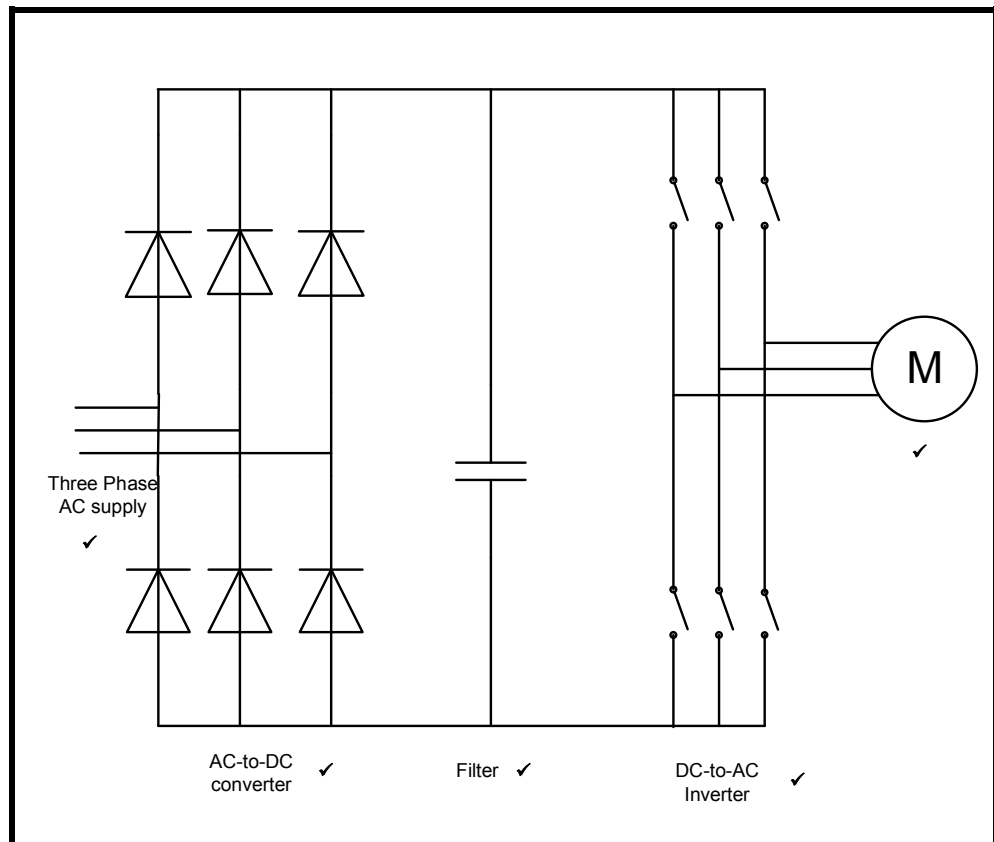 M
✓
Three Phase
AC supply
✓
AC-to-DC
converter ✓
Filter ✓
DC-to-AC
Inverter ✓